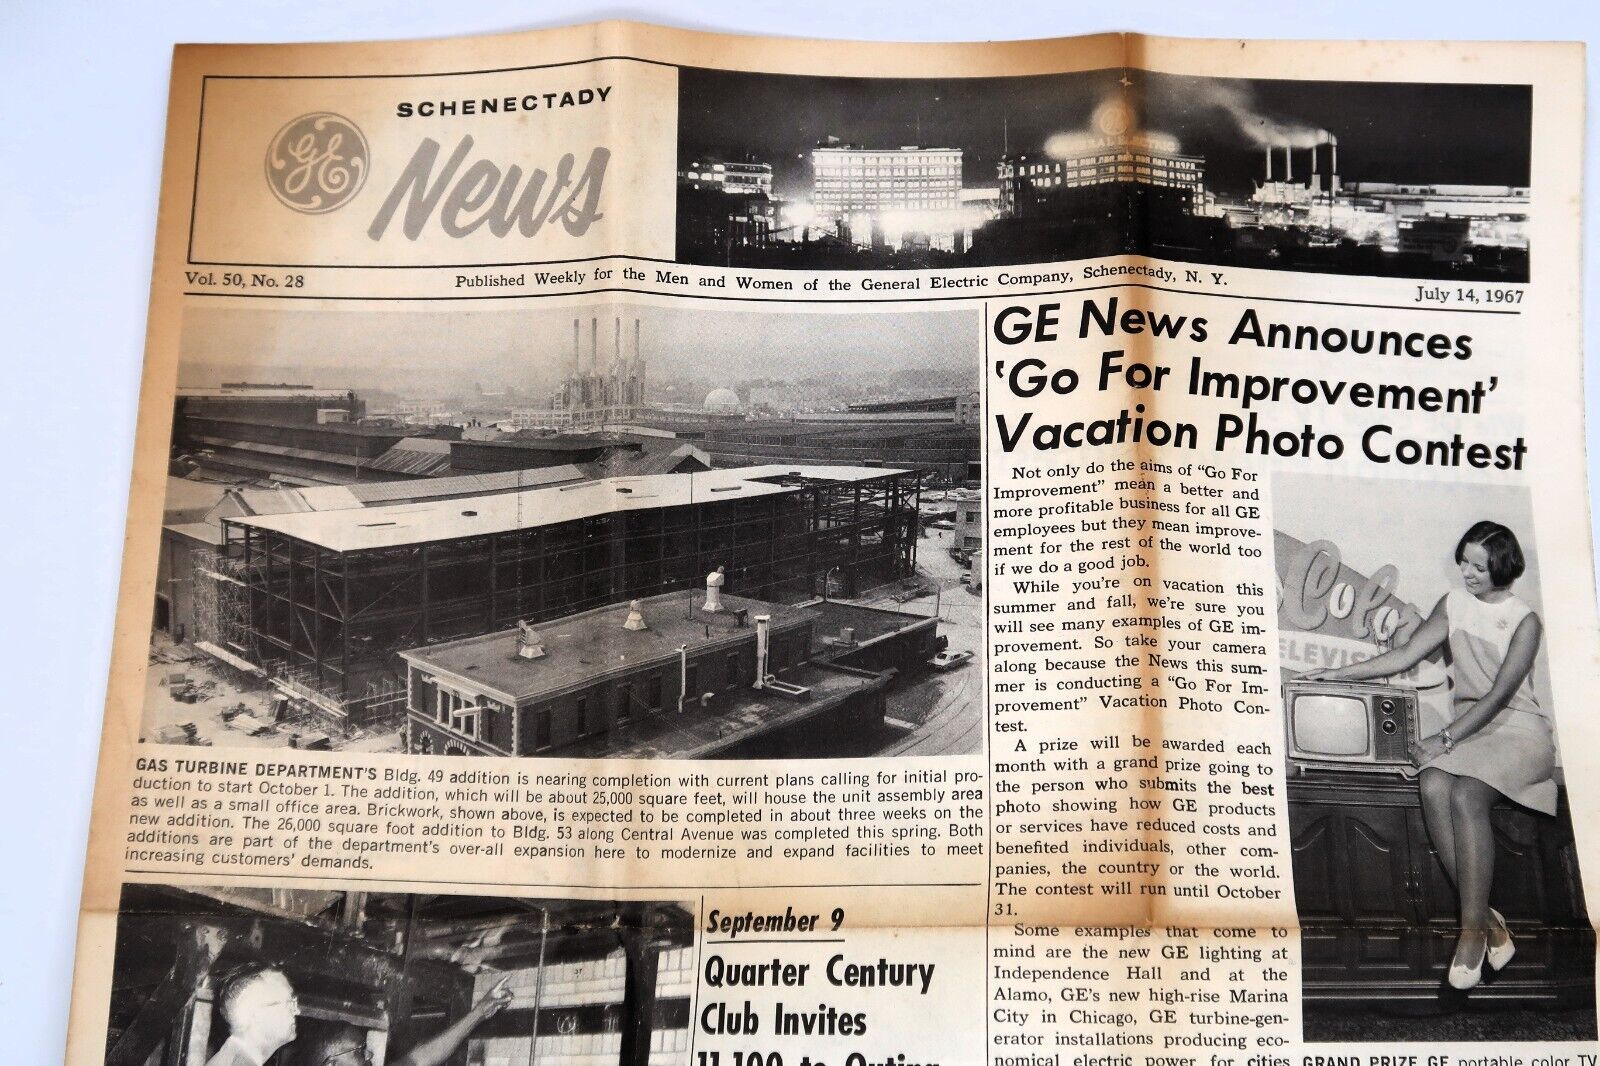 GE
SCHENECTADY
News
Vol. 50, No. 28
Published Weekly for the Men and Women of the General Electric Company, Schenectady, N. Y.
July 14, 1967
GAS TURBINE DEPARTMENT'S Bldg. 49 addition is nearing completion with current plans calling for initial pro-
duction to start October 1. The addition, which will be about 25,000 square feet, will house the unit assembly area
as well as a small office area. Brickwork, shown above, is expected to be completed in about three weeks on the
new addition. The 26,000 square foot addition to Bldg. 53 along Central Avenue was completed this spring. Both
additions are part of the department's over-all expansion here to modernize and expand facilities to meet
increasing customers' demands.
September 9
Quarter Century
Club Invites
11,100 to Outing
GE News Announces
'Go For Improvement'
Vacation Photo Contest
Not only do the aims of "Go For
Improvement" mean a better and
more profitable business for all GE
employees but they mean improve-
ment for the rest of the world too
if we do a good job.
While you're on vacation this
summer and fall, we're sure you
will see many examples of GE im-
provement. So take your camera
along because the News this sum-
mer is conducting a "Go For Im-
provement" Vacation Photo Con-
test.
A prize will be awarded each
month with a grand prize going to
the person who submits the best
photo showing how GE products
or services have reduced costs and
benefited individuals, other com-
panies, the country or the world.
The contest will run until October
31.
Some examples that come to
mind are the new GE lighting at
Independence Hall and at the
Alamo, GE's new high-rise Marina
City in Chicago, GE turbine-gen-
erator installations producing eco-
nomical electric power for cities
Color
TELEVIS
GRAND PRIZE GE portable color TV